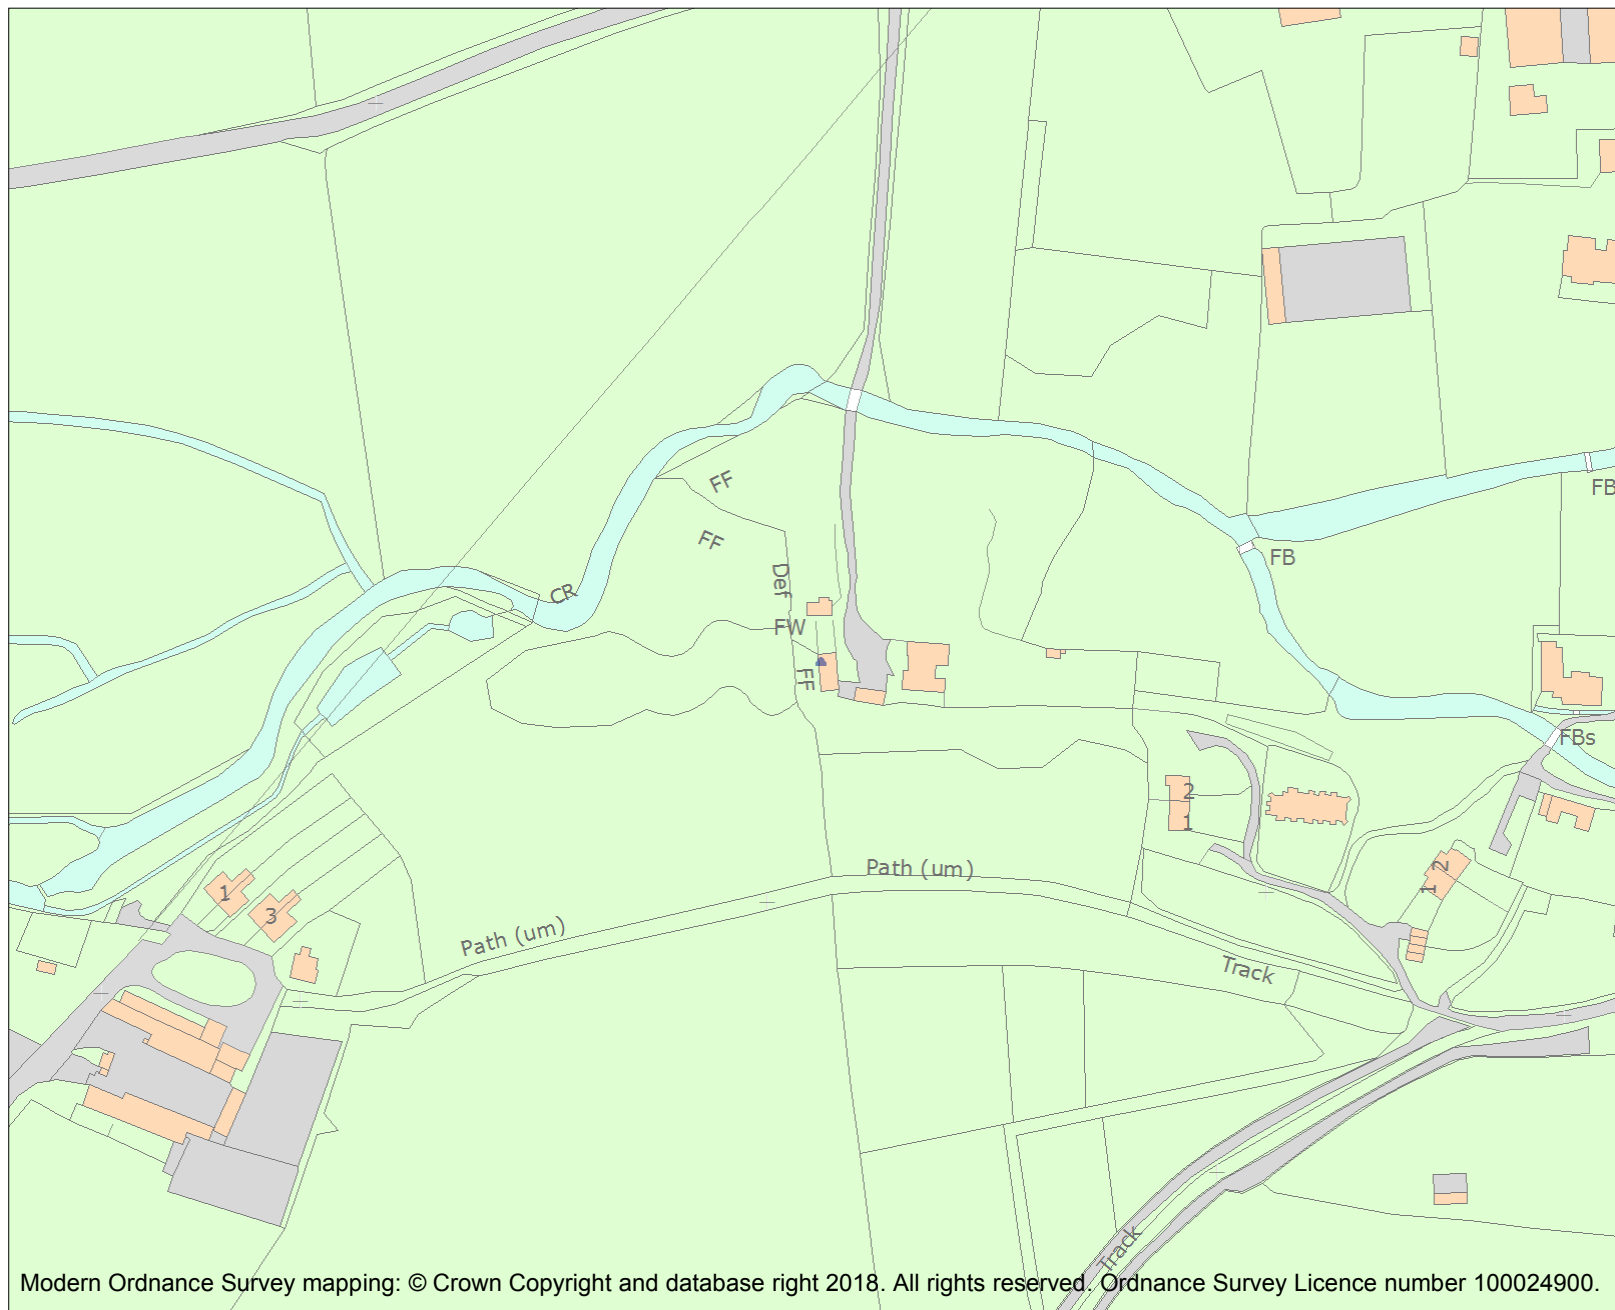 FF
FB
FF
FB
Def
CR
FW
FF
FBs
2
1
Path (um)
2
1
1
3
Path (um)
Track
Track
Modern Ordnance Survey mapping: © Crown Copyright and database right 2018. All rights reserved. Ordnance Survey Licence number 100024900.